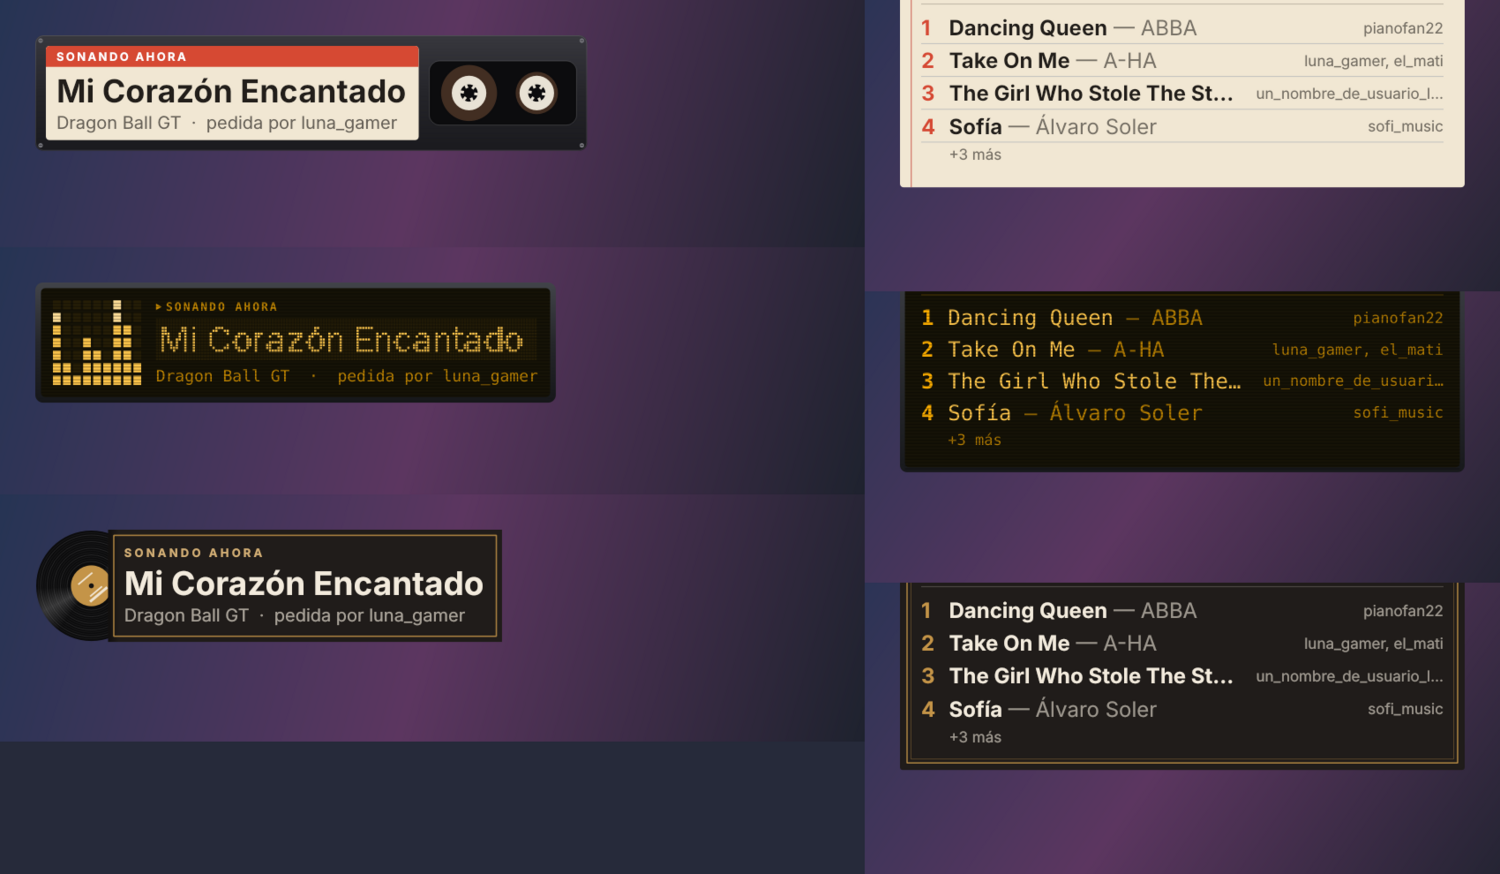 SONANDO AHORA
Mi Corazón Encantado
Dragon Ball GT · pedida por luna_gamer
▸SONANDO AHORA
Mi Corazón Encantado
Dragon Ball GT · pedida por luna_gamer
SONANDO AHORA
Mi Corazón Encantado
Dragon Ball GT · pedida por luna_gamer
1 Dancing Queen — ABBA pianofan22
2 Take On Me — A-HA luna_gamer, el_mati
3 The Girl Who Stole The St… un_nombre_de_usuario_l…
4 Sofía — Álvaro Soler sofi_music
+3 más
1 Dancing Queen — ABBA pianofan22
2 Take On Me — A-HA luna_gamer, el_mati
3 The Girl Who Stole The… un_nombre_de_usuari…
4 Sofía — Álvaro Soler sofi_music
+3 más
1 Dancing Queen — ABBA pianofan22
2 Take On Me — A-HA luna_gamer, el_mati
3 The Girl Who Stole The St… un_nombre_de_usuario_l…
4 Sofía — Álvaro Soler sofi_music
+3 más